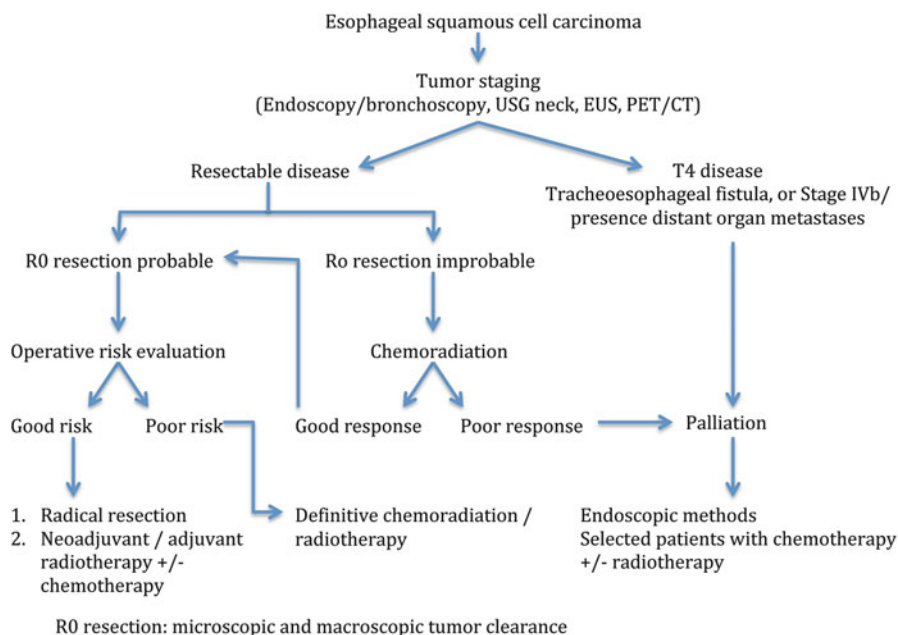 Esophageal squamous cell carcinoma
Tumor staging
(Endoscopy/bronchoscopy, USG neck, EUS, PET/CT)
Resectable disease
T4 disease
Tracheoesophageal fistula, or Stage IVb/
presence distant organ metastases
R0 resection probable
Ro resection improbable
Operative risk evaluation
Chemoradiation
Good risk
Poor risk
Good response
Poor response
Palliation
1. Radical resection
2. Neoadjuvant / adjuvant
radiotherapy +/-
chemotherapy
Definitive chemoradiation /
radiotherapy
Endoscopic methods
Selected patients with chemotherapy
+/- radiotherapy
R0 resection: microscopic and macroscopic tumor clearance